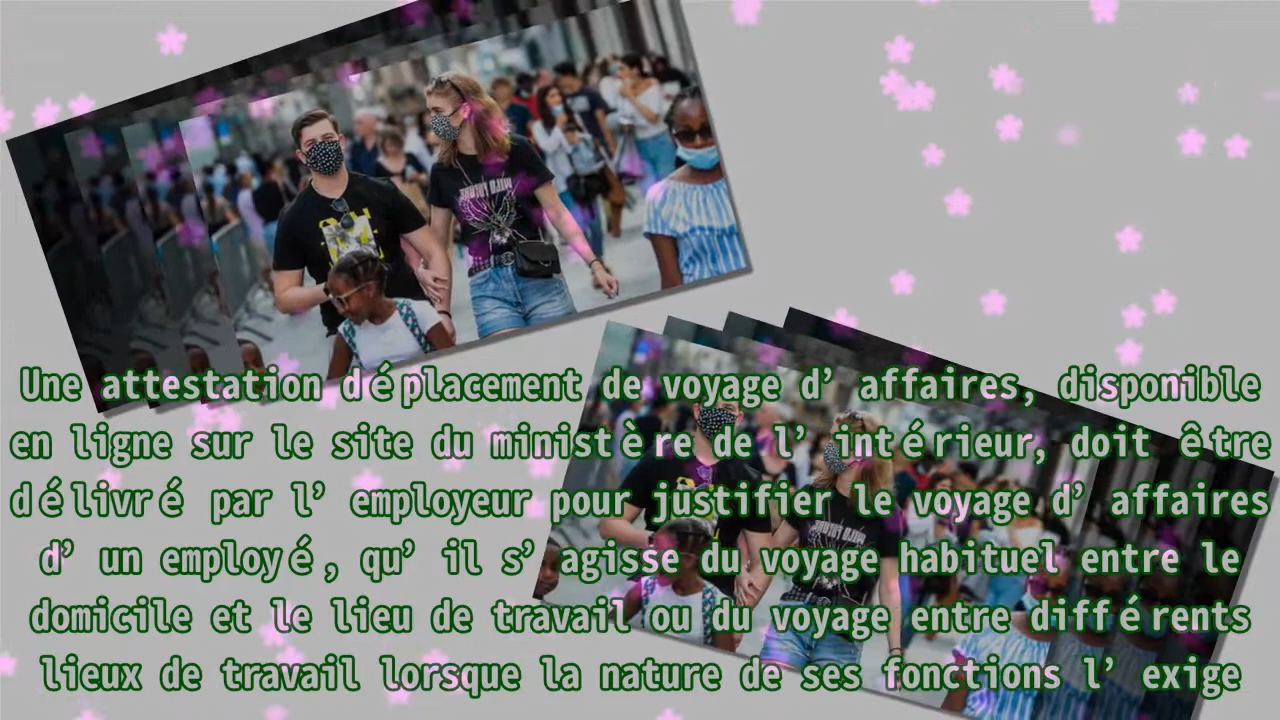 Une attestation déplacement de voyage d’ affaires, disponible
en ligne sur le site du ministère de l’ intérieur, doit être
délivré par l’ employeur pour justifier le voyage d’ affaires
d’ un employé, qu’ il s’ agisse du voyage habituel entre le
domicile et le lieu de travail ou du voyage entre différents
lieux de travail lorsque la nature de ses fonctions l’ exige